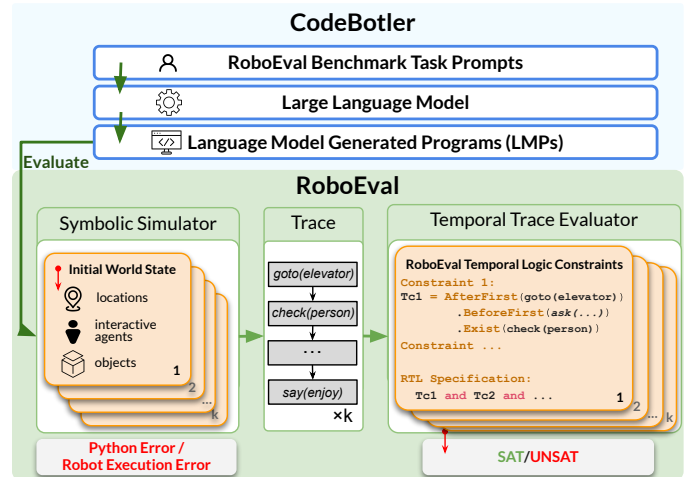 CodeBotler
RoboEval Benchmark Task Prompts
Large Language Model
</>
Language Model Generated Programs (LMPs)
Evaluate
RoboEval
Symbolic Simulator
Initial World State
locations
interactive
agents
objects
1
2
...
k
Python Error /
Robot Execution Error
Trace
goto(elevator)
check(person)
...
say(enjoy)
×k
Temporal Trace Evaluator
RoboEval Temporal Logic Constraints
Constraint 1:
Tc1 = AfterFirst(goto(elevator))
.BeforeFirst(ask(...))
.Exist(check(person))
Constraint ...
RTL Specification:
Tc1 and Tc2 and ...
1
2
...
k
SAT/UNSAT